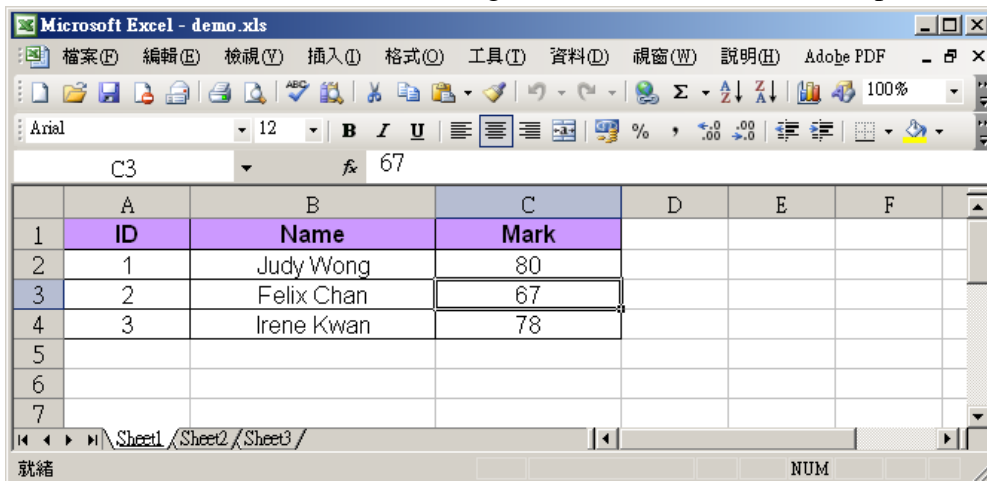 Microsoft Excel - demo.xls
檔案(F) 編輯(E) 檢視(V) 插入(I) 格式(O) 工具(T) 資料(D) 視窗(W) 說明(H) Adobe PDF
100%
Arial 12 B I U % , .00 .00
C3 fx 67
A B C D E F
1 ID Name Mark
2 1 Judy Wong 80
3 2 Felix Chan 67
4 3 Irene Kwan 78
5
6
7
Sheet1 Sheet2 Sheet3
就緒 NUM